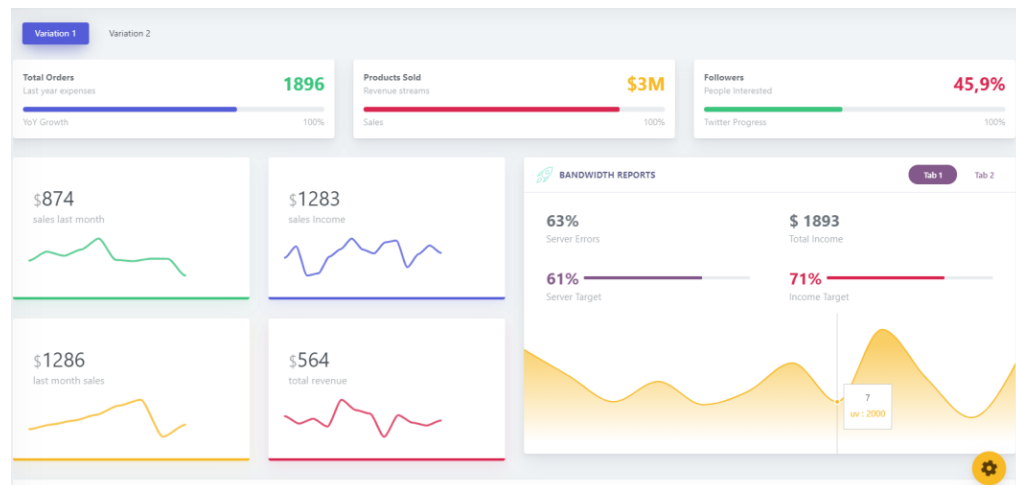 Variation 1
Variation 2
Total Orders
Last year expenses
1896
YoY Growth
100%
Products Sold
Revenue streams
$3M
Sales
100%
Followers
People Interested
45,9%
Twitter Progress
100%
$874
sales last month
$1283
sales Income
$1286
last month sales
$564
total revenue
BANDWIDTH REPORTS
Tab 1
Tab 2
63%
Server Errors
$ 1893
Total Income
61%
Server Target
71%
Income Target
7
uv : 2000